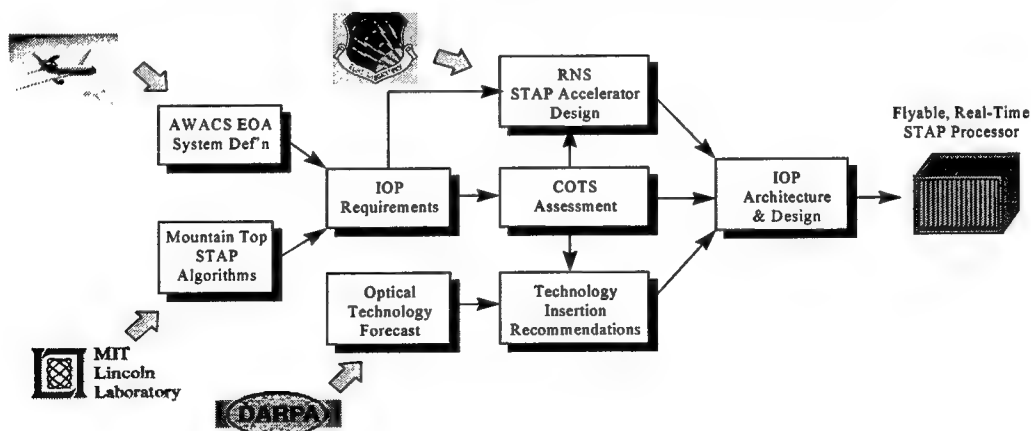 RNS
STAP Accelerator
Design
Flyable, Real-Time
STAP Processor
AWACS EOA
System Def'n
IOP
Requirements
COTS
Assessment
IOP
Architecture
& Design
Mountain Top
STAP
Algorithms
Optical
Technology
Forecast
Technology
Insertion
Recommendations
MIT
Lincoln
Laboratory
DARPA